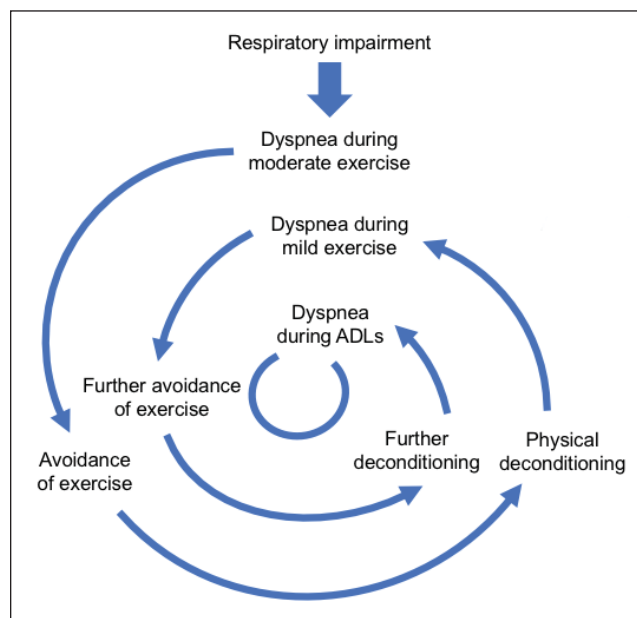 Respiratory impairment
Dyspnea during
moderate exercise
Dyspnea during
mild exercise
Dyspnea
during ADLs
Further avoidance
of exercise
Further
deconditioning
Physical
deconditioning
Avoidance
of exercise